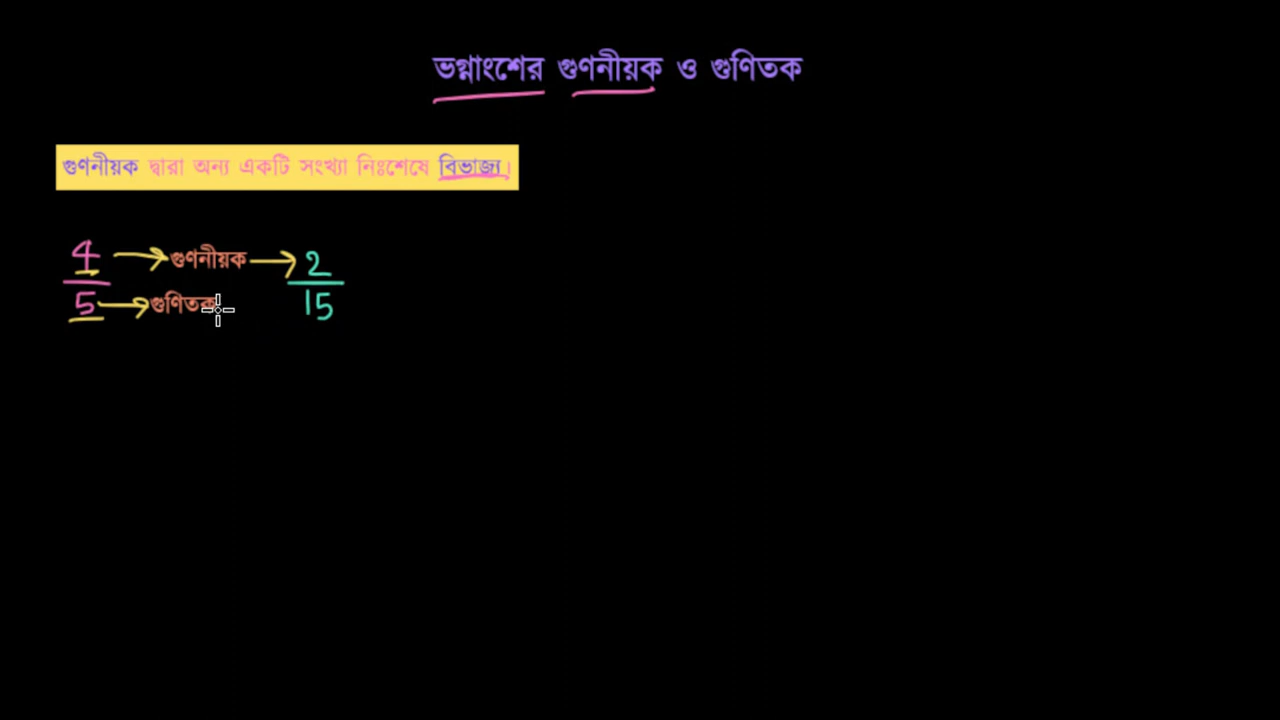 ভগ্নাংশের গুণনীয়ক ও গুণিতক
গুণনীয়ক দ্বারা অন্য একটি সংখ্যা নিঃশেষে বিভাজ্য।
4 → গুণনীয়ক → 2
5 → গুণিতক 15